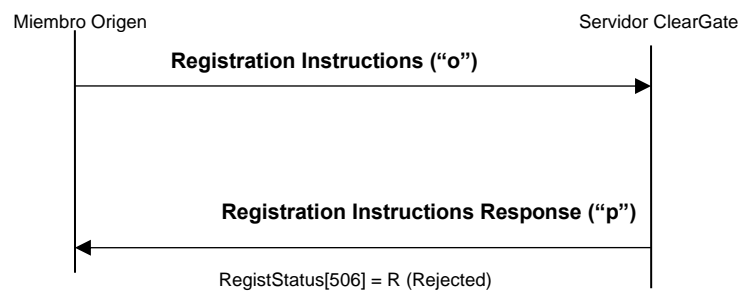 Miembro Origen
Servidor ClearGate
Registration Instructions (“o”)
Registration Instructions Response (“p”)
RegistStatus[506] = R (Rejected)